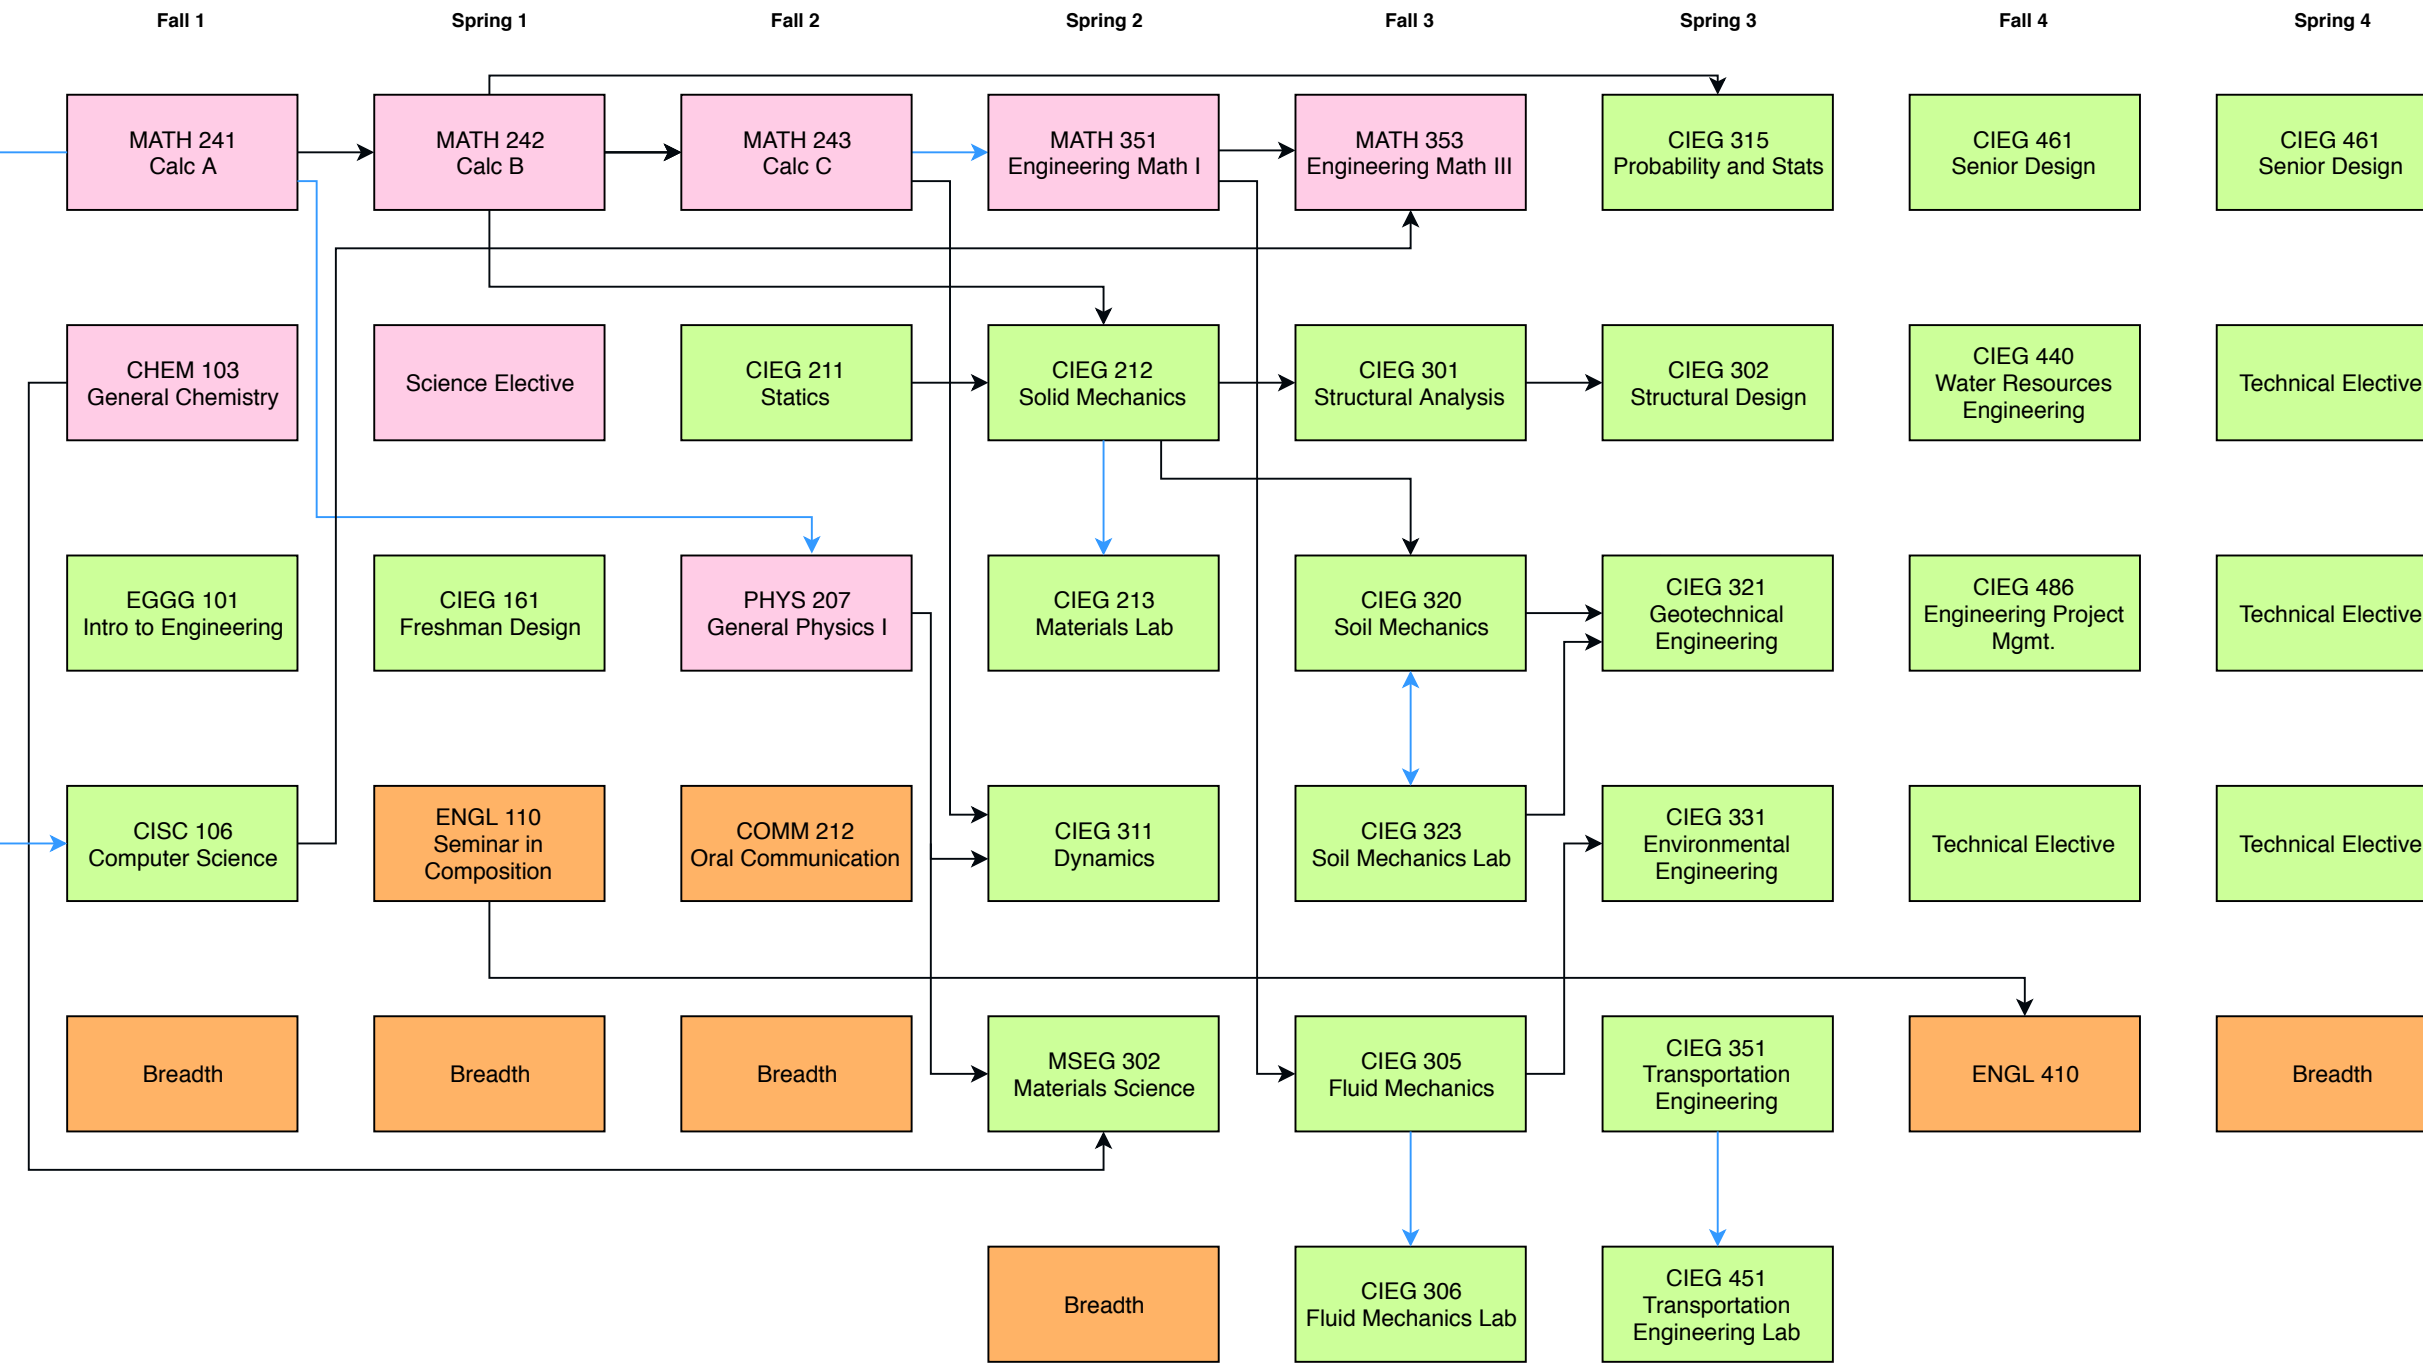 Fall 1
Spring 1
Fall 2
Spring 2
Fall 3
Spring 3
Fall 4
Spring 4
MATH 241
Calc A
MATH 242
Calc B
MATH 243
Calc C
MATH 351
Engineering Math I
MATH 353
Engineering Math III
CIEG 315
Probability and Stats
CIEG 461
Senior Design
CIEG 461
Senior Design
CHEM 103
General Chemistry
Science Elective
CIEG 211
Statics
CIEG 212
Solid Mechanics
CIEG 301
Structural Analysis
CIEG 302
Structural Design
CIEG 440
Water Resources
Engineering
Technical Elective
EGGG 101
Intro to Engineering
CIEG 161
Freshman Design
PHYS 207
General Physics I
CIEG 213
Materials Lab
CIEG 320
Soil Mechanics
CIEG 321
Geotechnical
Engineering
CIEG 486
Engineering Project
Mgmt.
Technical Elective
CISC 106
Computer Science
ENGL 110
Seminar in
Composition
COMM 212
Oral Communication
CIEG 311
Dynamics
CIEG 323
Soil Mechanics Lab
CIEG 331
Environmental
Engineering
Technical Elective
Technical Elective
Breadth
Breadth
Breadth
MSEG 302
Materials Science
CIEG 305
Fluid Mechanics
CIEG 351
Transportation
Engineering
ENGL 410
Breadth
Breadth
CIEG 306
Fluid Mechanics Lab
CIEG 451
Transportation
Engineering Lab